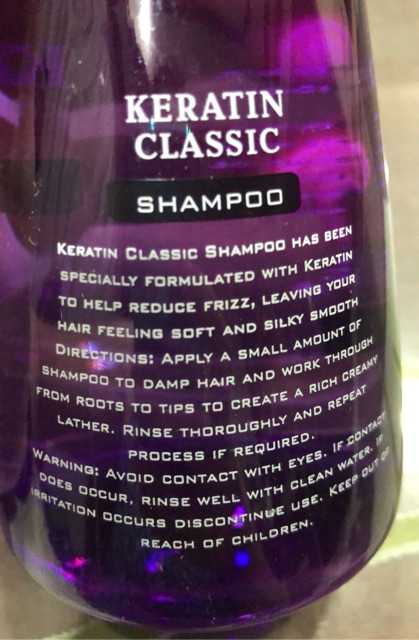 KERATIN
CLASSIC
SHAMPOO
KERATIN CLASSIC SHAMPOO HAS BEEN
SPECIALLY FORMULATED WITH KERATIN
TO HELP REDUCE FRIZZ, LEAVING YOUR
HAIR FEELING SOFT AND SILKY SMOOTH
DIRECTIONS: APPLY A SMALL AMOUNT OF
SHAMPOO TO DAMP HAIR AND WORK THROUGH
FROM ROOTS TO TIPS TO CREATE A RICH CREAMY
LATHER. RINSE THOROUGHLY AND REPEAT
PROCESS IF REQUIRED.
WARNING: AVOID CONTACT WITH EYES. IF CONTACT
DOES OCCUR, RINSE WELL WITH CLEAN WATER. IF
IRRITATION OCCURS DISCONTINUE USE. KEEP OUT OF
REACH OF CHILDREN.